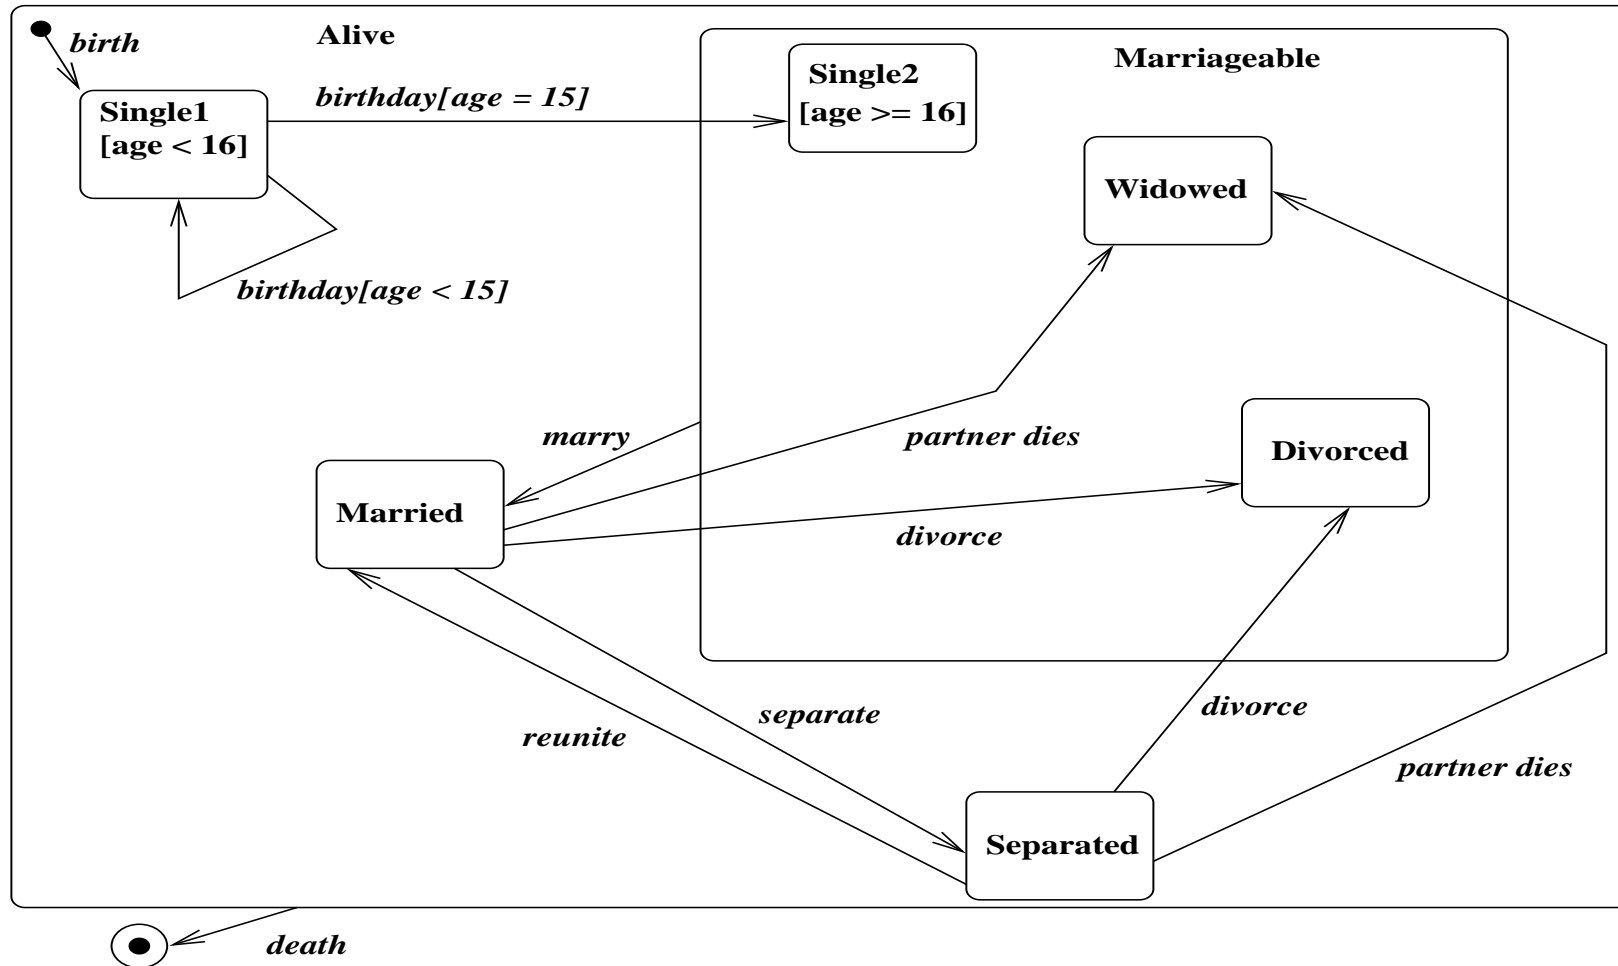 birth
Alive
Marriageable
Single1
[age < 16]
birthday[age = 15]
Single2
[age >= 16]
Widowed
birthday[age < 15]
marry
partner dies
Divorced
Married
divorce
separate
reunite
divorce
partner dies
Separated
death